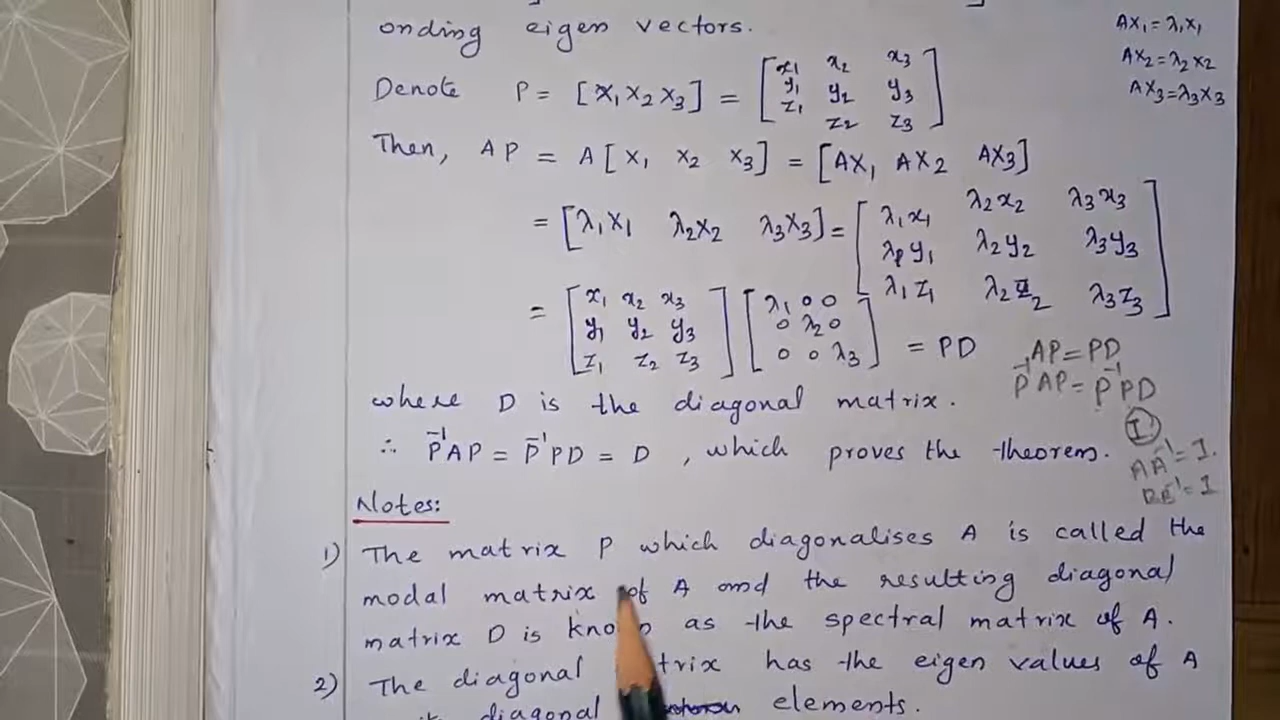 onding eigen vectors.
AX₁ = λ₁X₁
AX₂ = λ₂X₂
AX₃ = λ₃X₃
Denote P = [X₁ X₂ X₃] = [x₁ x₂ x₃
y₁ y₂ y₃
z₁ z₂ z₃]
Then, AP = A[X₁ X₂ X₃] = [AX₁ AX₂ AX₃]
= [λ₁X₁ λ₂X₂ λ₃X₃] = [λ₁x₁ λ₂x₂ λ₃x₃
λ₁y₁ λ₂y₂ λ₃y₃
λ₁z₁ λ₂z₂ λ₃z₃]
= [x₁ x₂ x₃
y₁ y₂ y₃
z₁ z₂ z₃] [λ₁ 0 0
0 λ₂ 0
0 0 λ₃] = PD
AP = PD
P⁻¹AP = P⁻¹PD
I
AA⁻¹ = I.
BB⁻¹ = I
where D is the diagonal matrix.
∴ P⁻¹AP = P⁻¹PD = D, which proves the theorem.
Notes:
1) The matrix P which diagonalises A is called the
modal matrix of A and the resulting diagonal
matrix D is known as the spectral matrix of A.
2) The diagonal has the eigen values of A
diagonal elements.